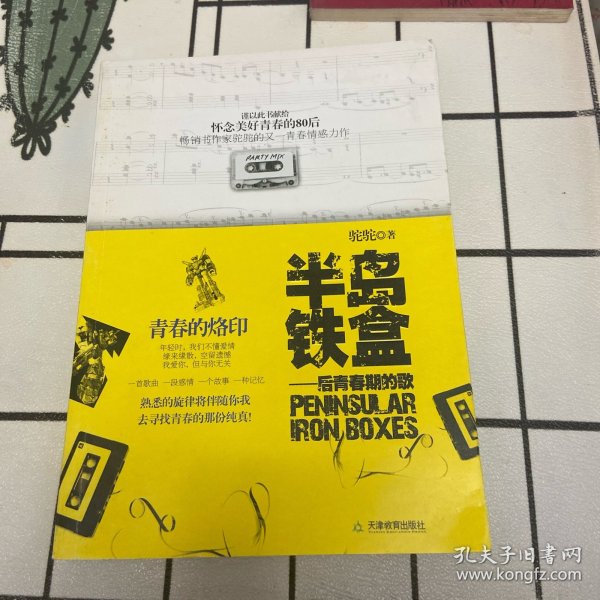 谨以此书献给
怀念美好青春的80后
畅销书作家驼驼的又一青春情感力作
PARTY MIX
驼驼◎著
半岛
铁盒
——后青春期的歌
PENINSULAR
IRON BOXES
青春的烙印
年轻时，我们不懂爱情
缘来缘散，空留遗憾
我爱你，但与你无关
一首歌曲 一段感情 一个故事 一种记忆
熟悉的旋律将伴随你我
去寻找青春的那份纯真！
天津教育出版社
孔夫子旧书网
www.kongfz.com